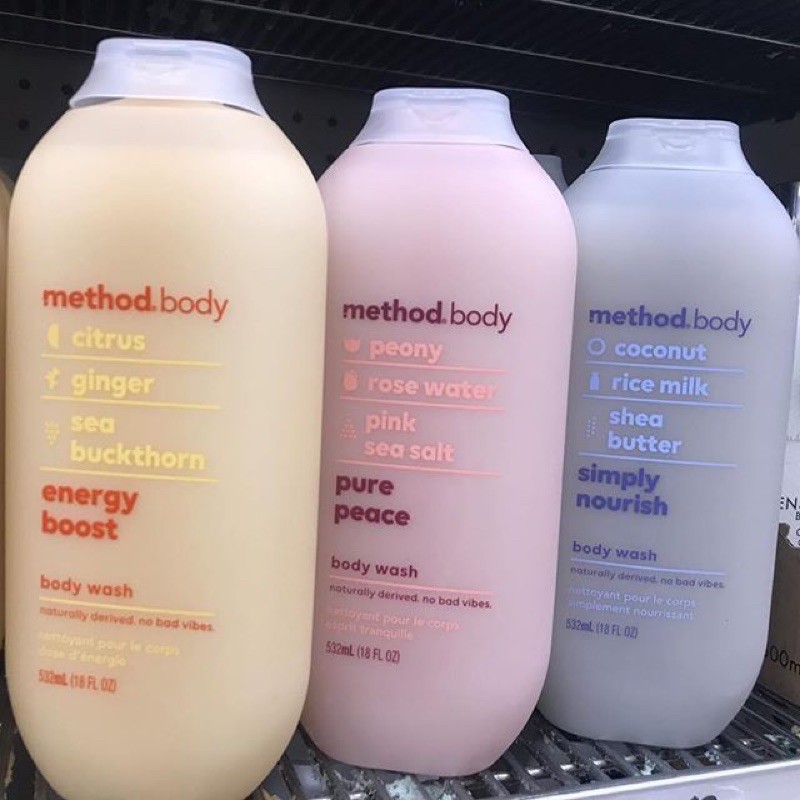 method.body
citrus
ginger
sea
buckthorn
energy
boost
body wash
naturally derived. no bad vibes.
nettoyant pour le corps
dose d'énergie
532mL (18 FL OZ)
method.body
peony
rose water
pink
sea salt
pure
peace
body wash
naturally derived. no bad vibes.
nettoyant pour le corps
esprit tranquille
532mL (18 FL OZ)
method.body
coconut
rice milk
shea
butter
simply
nourish
body wash
naturally derived. no bad vibes.
nettoyant pour le corps
simplement nourrissant
532mL (18 FL OZ)